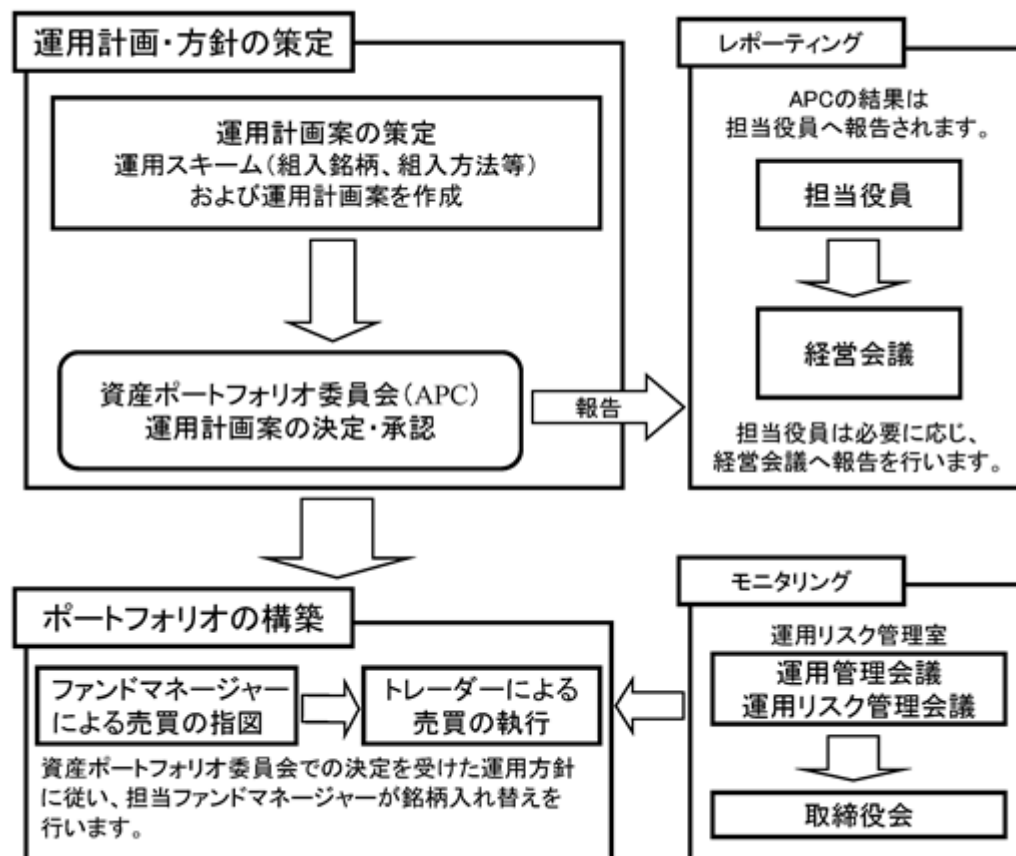 運用計画・方針の策定
運用計画案の策定
運用スキーム(組入銘柄、組入方法等)
および運用計画案を作成
資産ポートフォリオ委員会(APC)
運用計画案の決定・承認
報告
レポーティング
APCの結果は
担当役員へ報告されます。
担当役員
経営会議
担当役員は必要に応じ、
経営会議へ報告を行います。
ポートフォリオの構築
ファンドマネージャー
による売買の指図
トレーダーによる
売買の執行
資産ポートフォリオ委員会での決定を受けた運用方針
に従い、担当ファンドマネージャーが銘柄入れ替えを
行います。
モニタリング
運用リスク管理室
運用管理会議
運用リスク管理会議
取締役会